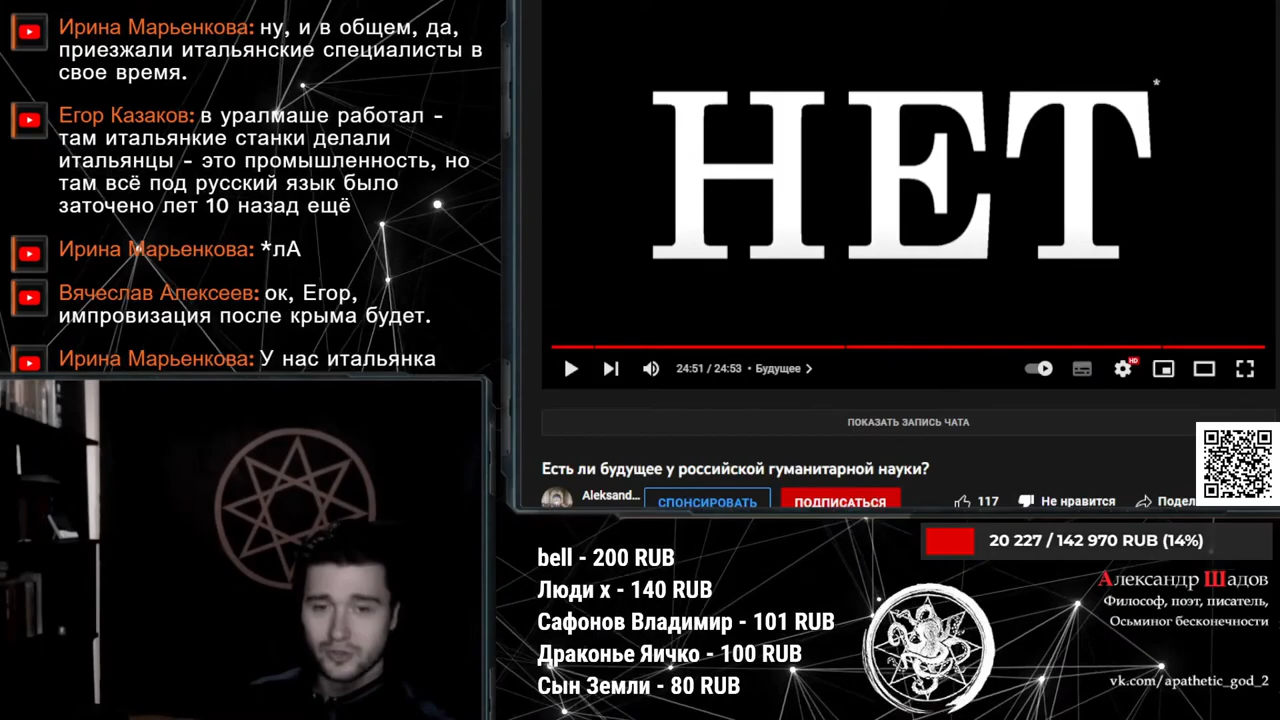 Ирина Марьенкова: ну, и в общем, да,
приезжали итальянские специалисты в
свое время.
Егор Казаков: в уралмаше работал -
там итальянкие станки делали
итальянцы - это промышленность, но
там всё под русский язык было
заточено лет 10 назад ещё
Ирина Марьенкова: *лА
Вячеслав Алексеев: ок, Егор,
импровизация после крыма будет.
Ирина Марьенкова: У нас итальянка
НЕТ*
24:51 / 24:53 • Будущее
HD
ПОКАЗАТЬ ЗАПИСЬ ЧАТА
Есть ли будущее у российской гуманитарной науки?
Aleksand... СПОНСИРОВАТЬ ПОДПИСАТЬСЯ 117 Не нравится Подел
20 227 / 142 970 RUB (14%)
bell - 200 RUB
Люди х - 140 RUB
Сафонов Владимир - 101 RUB
Драконье Яичко - 100 RUB
Сын Земли - 80 RUB
Александр Шадов
Философ, поэт, писатель,
Осьминог бесконечности
vk.com/apathetic_god_2